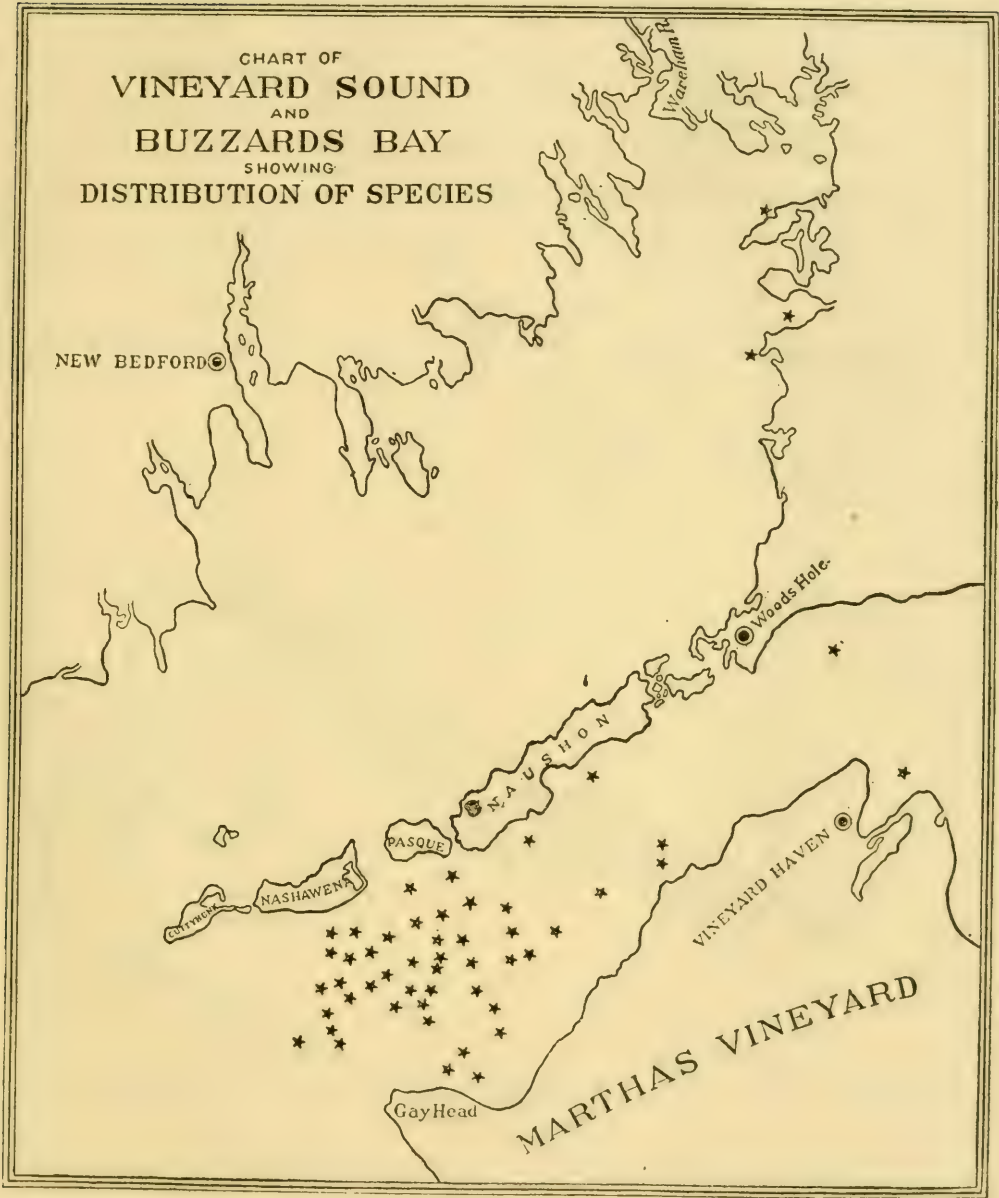 CHART OF
VINEYARD SOUND
AND
BUZZARDS BAY
SHOWING
DISTRIBUTION OF SPECIES
Wareham R.
NEW BEDFORD
Woods Hole.
NAUSHON
PASQUE
NASHAWENA
CUTTYHUNK
VINEYARD HAVEN
MARTHAS VINEYARD
Gay Head